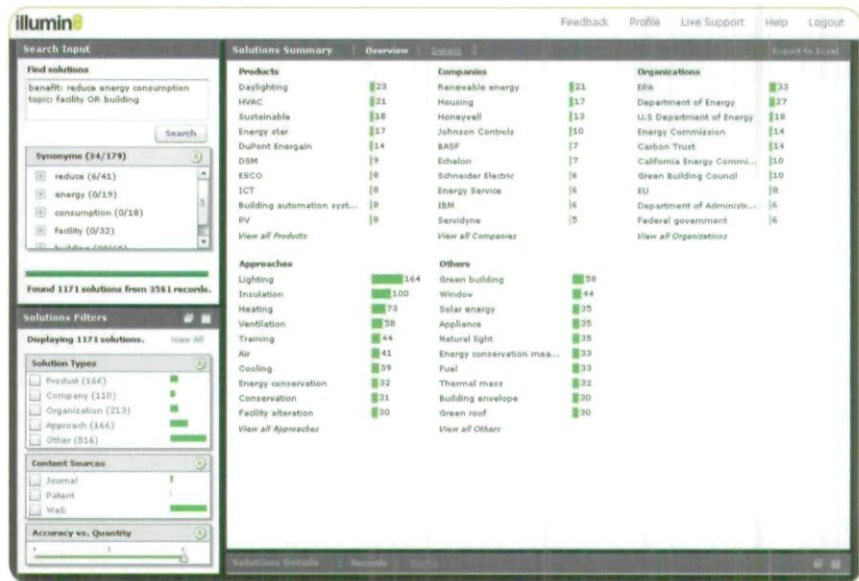 illumin8
Feedback Profile Live Support Help Logout
Search Input
Find solutions
benefit: reduce energy consumption
topic: facility OR building
Search
Synonyms (34/179)
reduce (6/41)
energy (0/19)
consumption (0/18)
facility (0/32)
Found 1171 solutions from 3561 records.
Solutions Filters
Displaying 1171 solutions. View All
Solution Types
Product (166)
Company (110)
Organization (213)
Approach (166)
Other (516)
Content Sources
Journal
Patent
Web
Accuracy vs. Quantity
Solutions Summary Overview Details Export to Excel
Products
Daylighting 23
HVAC 21
Sustainable 18
Energy star 17
DuPont Energain 14
DSM 9
ESCO 8
ICT 8
Building automation syst... 8
PV 8
View all Products
Companies
Renewable energy 21
Housing 17
Honeywell 13
Johnson Controls 10
BASF 7
Echelon 7
Schneider Electric 6
Energy Service 6
IBM 6
Servidyne 5
View all Companies
Organizations
EPA 33
Department of Energy 27
U.S Department of Energy 18
Energy Commission 14
Carbon Trust 14
California Energy Commi... 10
Green Building Council 10
EU 8
Department of Administr... 6
Federal government 6
View all Organizations
Approaches
Lighting 164
Insulation 100
Heating 73
Ventilation 58
Training 44
Air 41
Cooling 39
Energy conservation 32
Conservation 31
Facility alteration 30
View all Approaches
Others
Green building 58
Window 44
Solar energy 35
Appliance 35
Natural light 35
Energy conservation mea... 33
Fuel 33
Thermal mass 32
Building envelope 30
Green roof 30
View all Others
Solutions Details Records